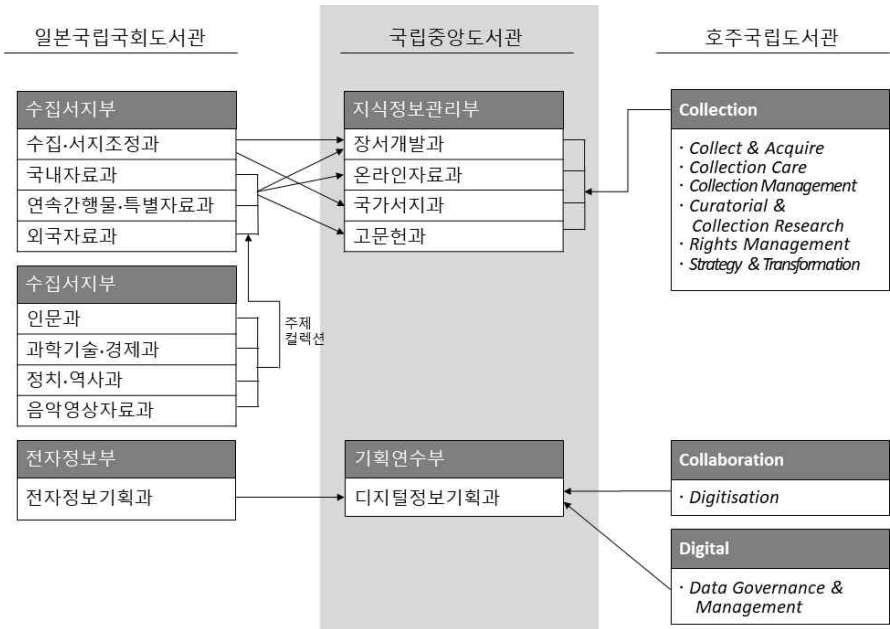 일본국립국회도서관
국립중앙도서관
호주국립도서관
수집서지부
수집·서지조정과
국내자료과
연속간행물·특별자료과
외국자료과
수집서지부
인문과
과학기술·경제과
정치·역사과
음악영상자료과
주제
컬렉션
전자정보부
전자정보기획과
지식정보관리부
장서개발과
온라인자료과
국가서지과
고문헌과
기획연수부
디지털정보기획과
Collection
· Collect & Acquire
· Collection Care
· Collection Management
· Curatorial &
Collection Research
· Rights Management
· Strategy & Transformation
Collaboration
· Digitisation
Digital
· Data Governance &
Management